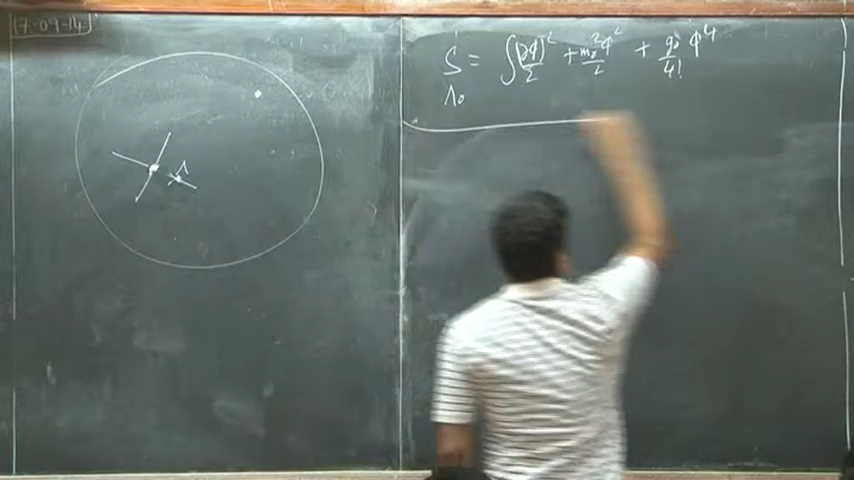 17-09-14
Λ
S = ∫ (∂φ)²/2 + m₀²φ²/2 + g₀/4! φ⁴
Λ₀